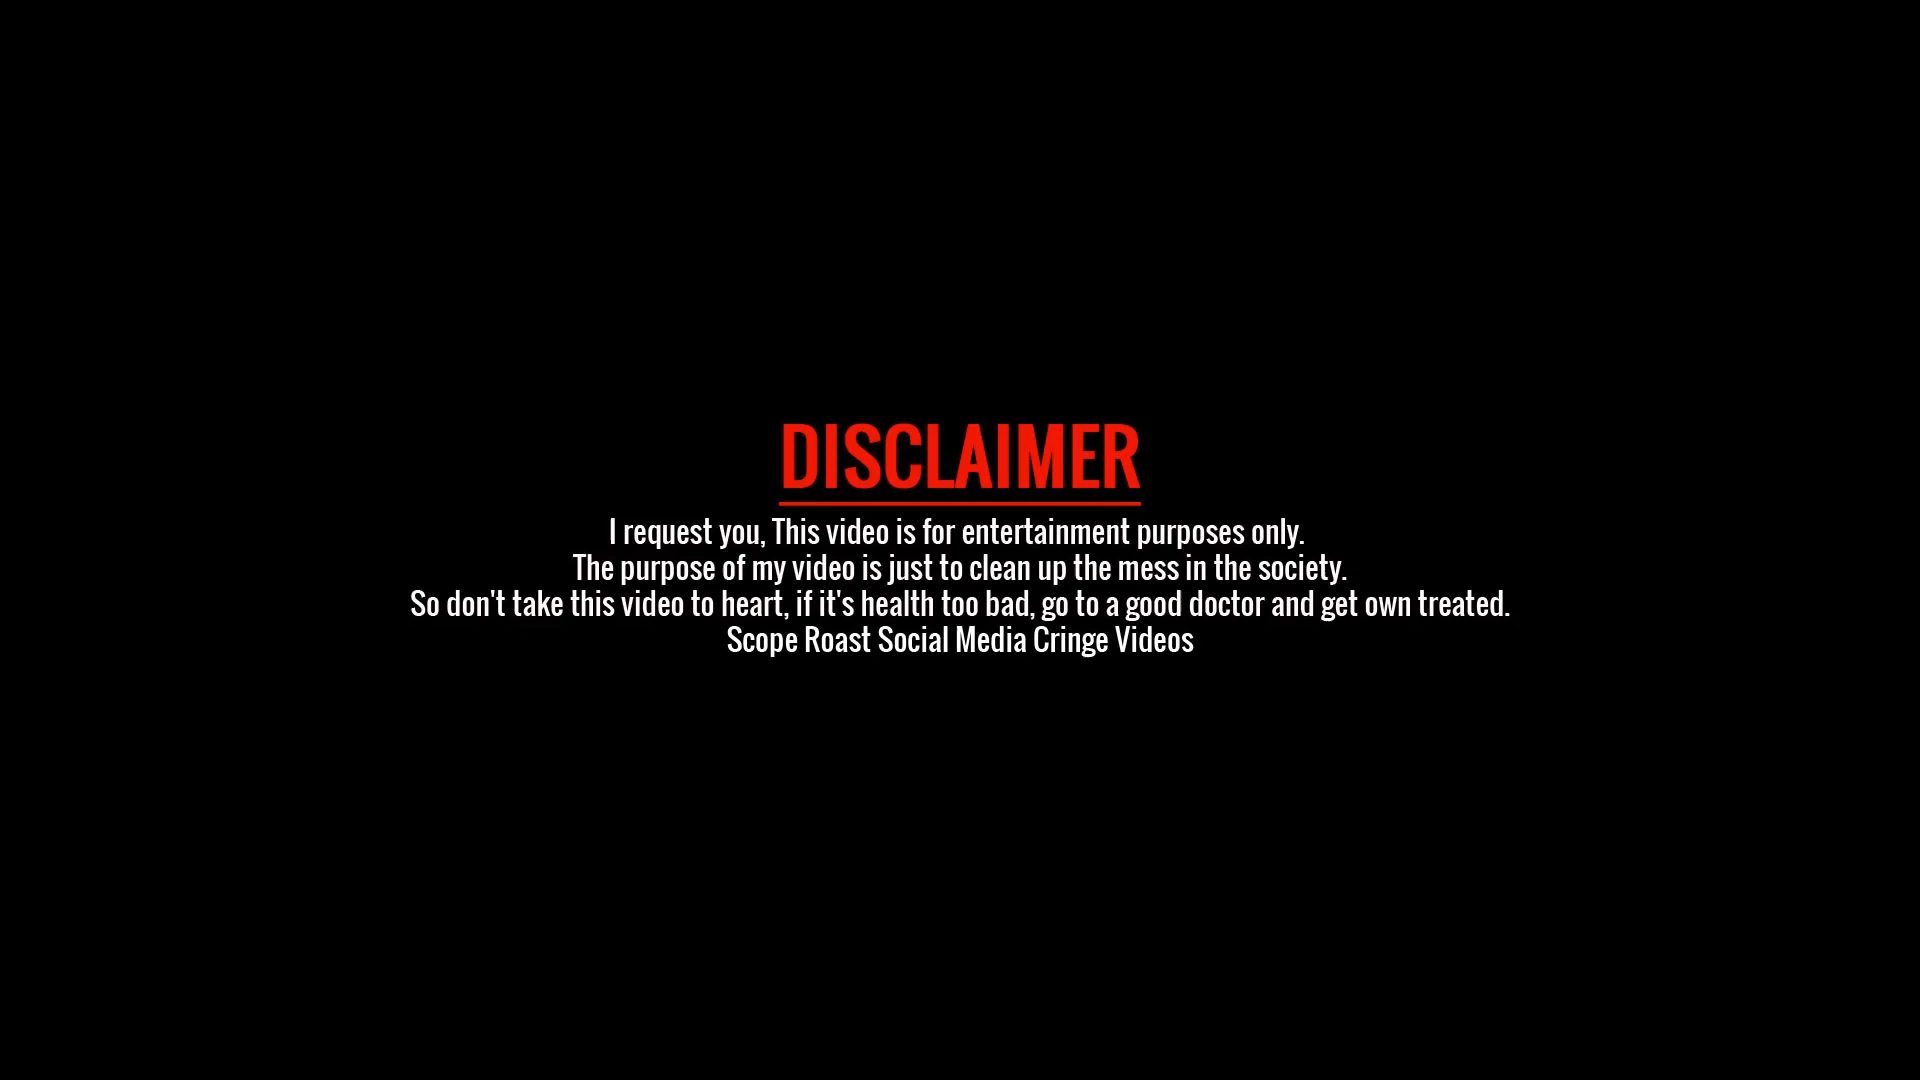 DISCLAIMER
I request you, This video is for entertainment purposes only.
The purpose of my video is just to clean up the mess in the society.
So don't take this video to heart, if it's health too bad, go to a good doctor and get own treated.
Scope Roast Social Media Cringe Videos